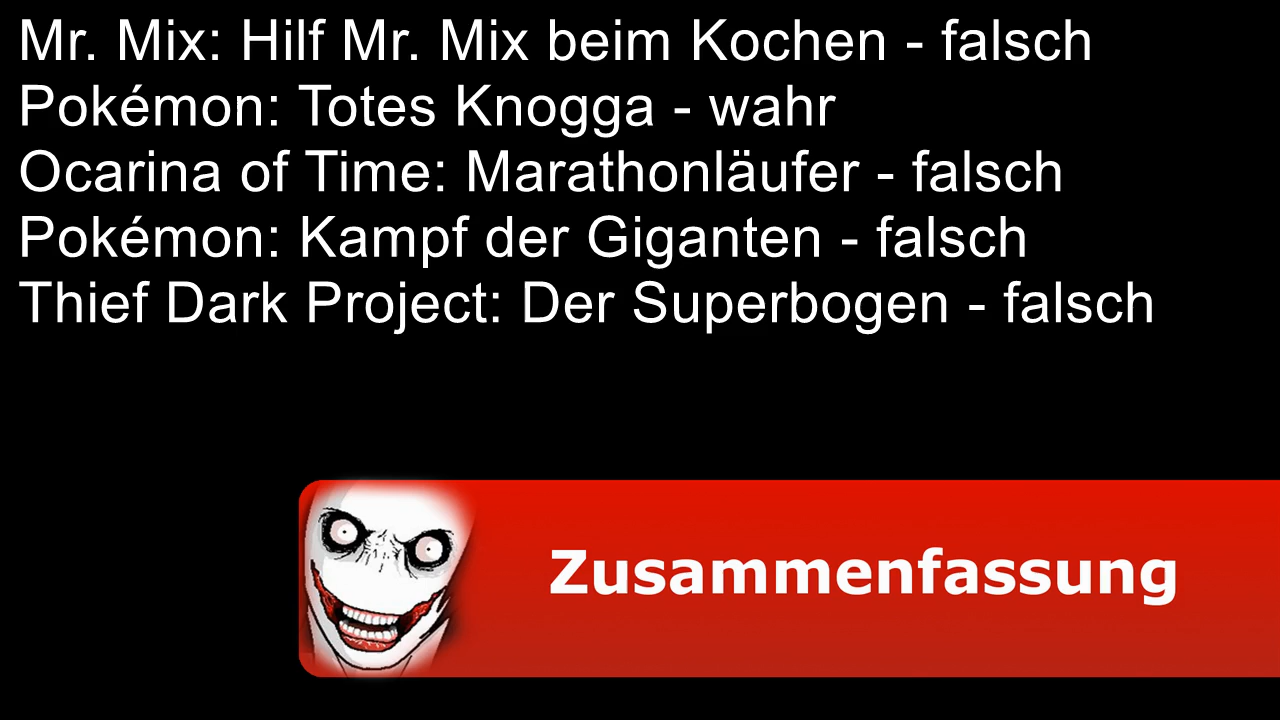 Mr. Mix: Hilf Mr. Mix beim Kochen - falsch
Pokémon: Totes Knogga - wahr
Ocarina of Time: Marathonläufer - falsch
Pokémon: Kampf der Giganten - falsch
Thief Dark Project: Der Superbogen - falsch
Zusammenfassung